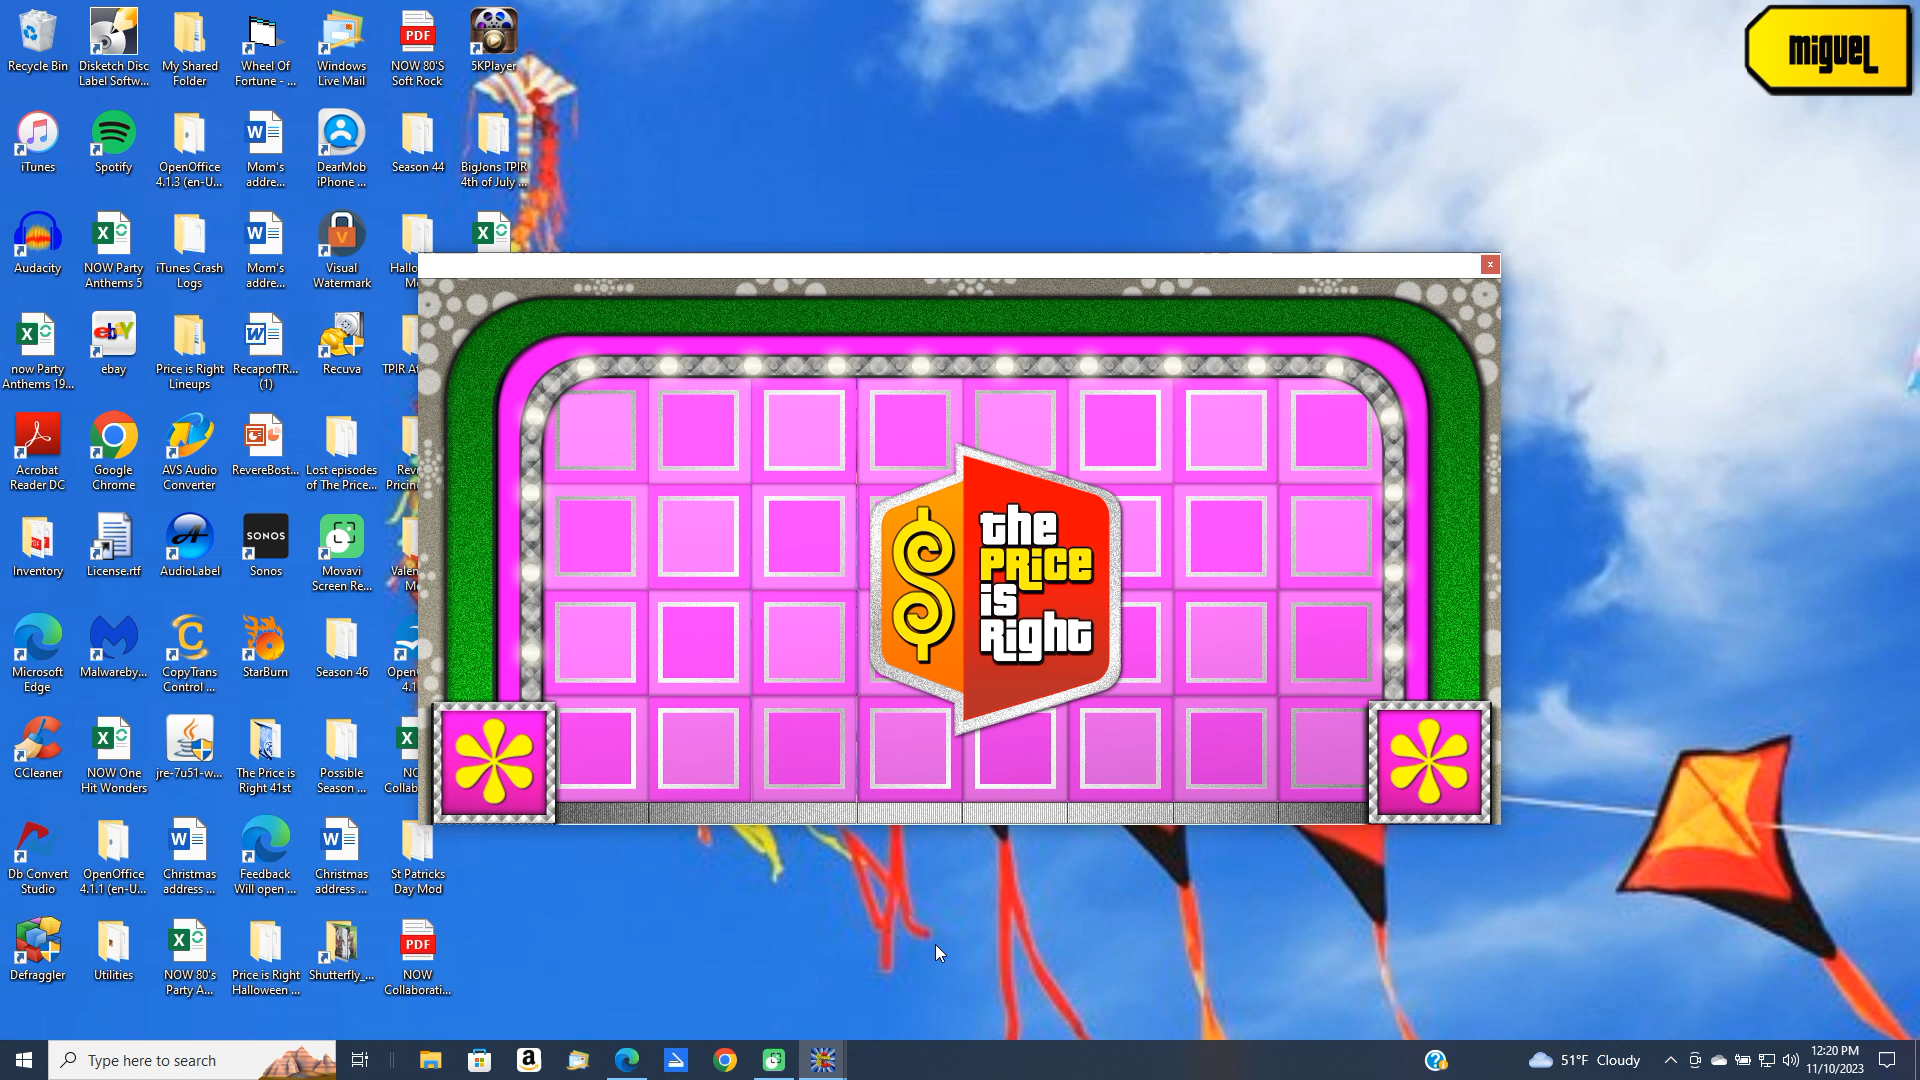 Recycle Bin
Disketch Disc
Label Softw...
My Shared
Folder
Wheel Of
Fortune - ...
Windows
Live Mail
PDF
NOW 80'S
Soft Rock
5KPlayer
miguel
iTunes
Spotify
OpenOffice
4.1.3 (en-U...
Mom's
addre...
DearMob
iPhone ...
Season 44
BigJons TPIR
4th of July ...
Audacity
NOW Party
Anthems 5
iTunes Crash
Logs
Mom's
addre...
Visual
Watermark
now Party
Anthems 19...
ebay
ebay
Price is Right
Lineups
RecapofTR...
(1)
Recuva
Acrobat
Reader DC
Google
Chrome
AVS Audio
Converter
RevereBost...
Lost episodes
of The Price...
the
PRice
is
Right
Inventory
License.rtf
AudioLabel
SONOS
Sonos
Movavi
Screen Re...
Microsoft
Edge
Malwareby...
CopyTrans
Control ...
StarBurn
Season 46
CCleaner
NOW One
Hit Wonders
jre-7u51-w...
The Price is
Right 41st
Possible
Season ...
Db Convert
Studio
OpenOffice
4.1.1 (en-U...
Christmas
address ...
Feedback
Will open ...
Christmas
address ...
St Patricks
Day Mod
Defraggler
Utilities
NOW 80's
Party A...
Price is Right
Halloween ...
Shutterfly_...
PDF
NOW
Collaborati...
Type here to search
51°F Cloudy
12:20 PM
11/10/2023